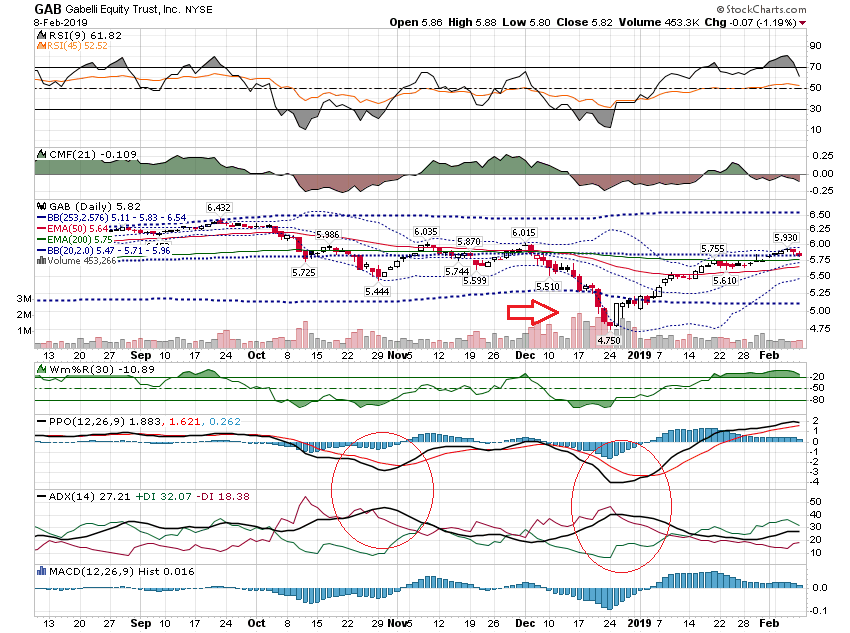 GAB Gabelli Equity Trust, Inc. NYSE © StockCharts.com
8-Feb-2019 Open 5.86 High 5.88 Low 5.80 Close 5.82 Volume 453.3K Chg -0.07 (-1.19%)
RSI(9) 61.82
RSI(45) 52.52
90
70
50
30
10
CMF(21) -0.109
0.25
0.00
-0.25
GAB (Daily) 5.82
BB(253,2.576) 5.11 - 5.83 - 6.54
EMA(50) 5.64
EMA(200) 5.75
BB(20,2.0) 5.47 - 5.71 - 5.96
Volume 453,266
6.432
5.986
6.035
5.870
6.015
5.755
5.930
5.725
5.444
5.744
5.599
5.510
5.610
4.750
6.50
6.25
6.00
5.75
5.50
5.25
5.00
4.75
3M
2M
1M
13 20 27 Sep 10 17 24 Oct 8 15 22 29 Nov 5 12 19 26 Dec 10 17 24 2019 7 14 22 28 Feb
Wm%R(30) -10.89
-20
-50
-80
PPO(12,26,9) 1.883, 1.621, 0.262
2
1
0
-1
-2
-3
-4
ADX(14) 27.21 +DI 32.07 -DI 18.38
50
40
30
20
10
MACD(12,26,9) Hist 0.016
0.0
-0.1
13 20 27 Sep 10 17 24 Oct 8 15 22 29 Nov 5 12 19 26 Dec 10 17 24 2019 7 14 22 28 Feb